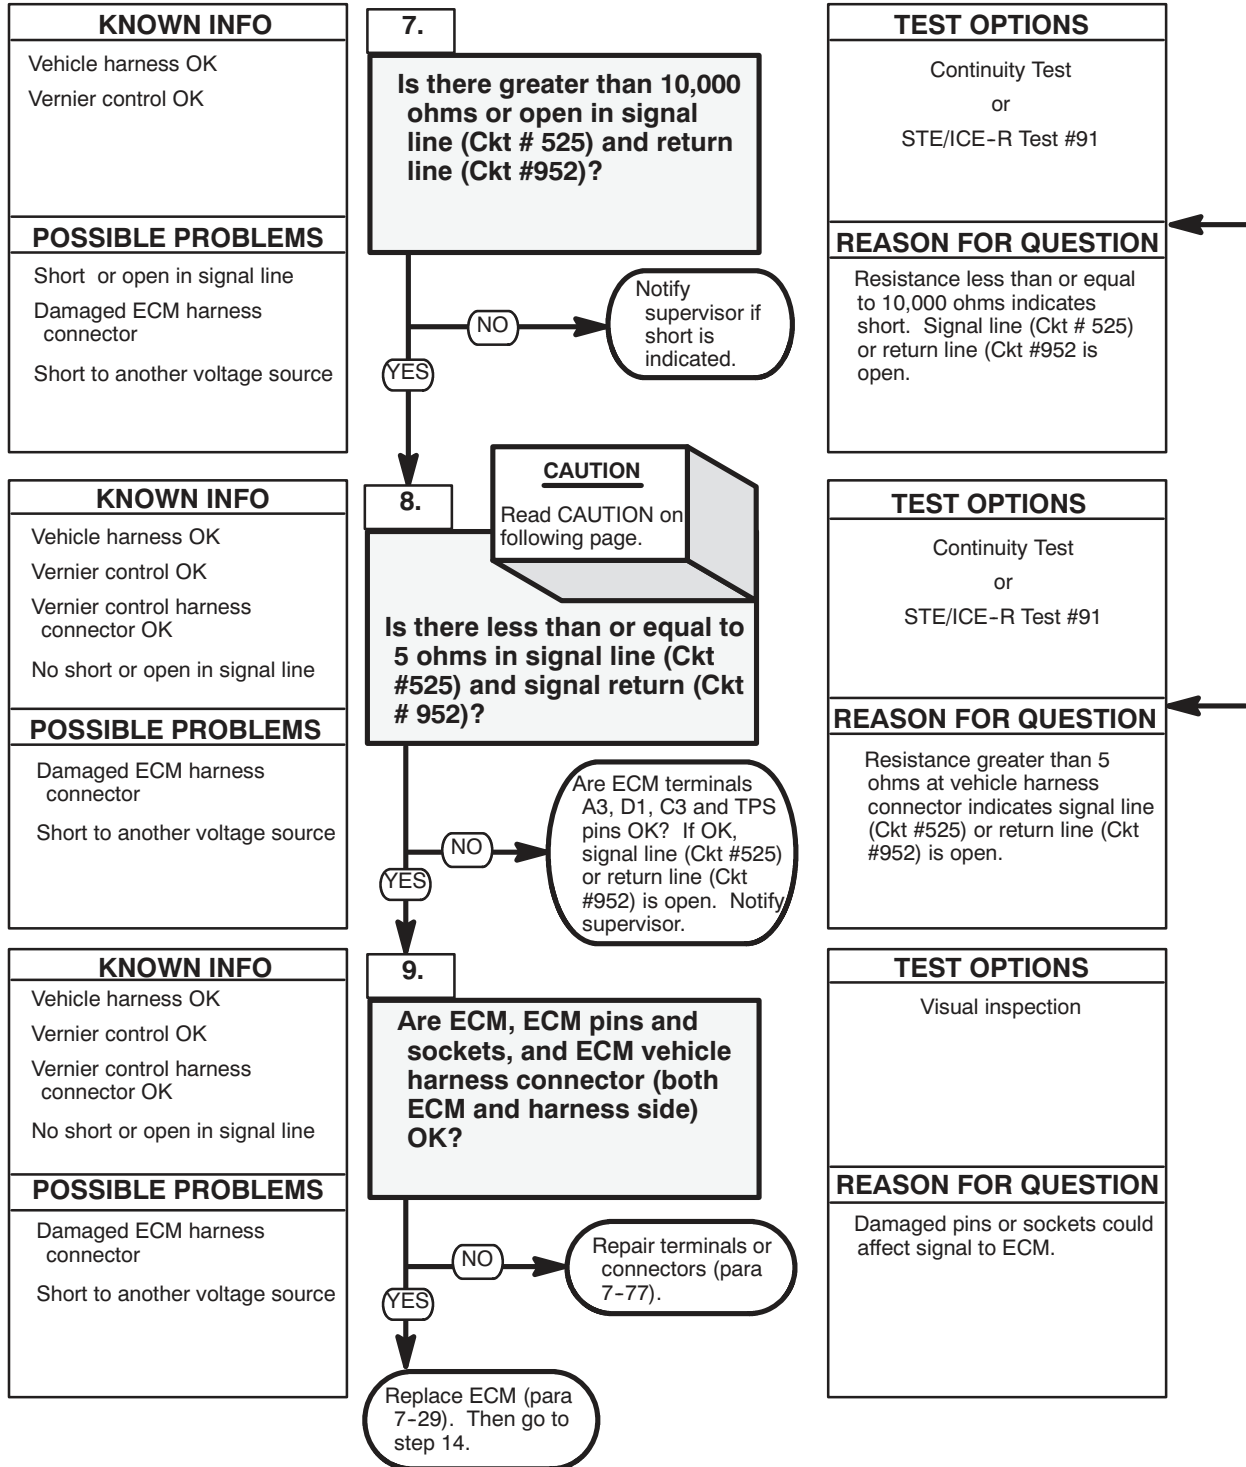 KNOWN INFO
Vehicle harness OK
Vernier control OK
POSSIBLE PROBLEMS
Short or open in signal line
Damaged ECM harness
connector
Short to another voltage source
7.
Is there greater than 10,000
ohms or open in signal
line (Ckt # 525) and return
line (Ckt #952)?
NO
Notify
supervisor if
short is
indicated.
YES
TEST OPTIONS
Continuity Test
or
STE/ICE-R Test #91
REASON FOR QUESTION
Resistance less than or equal
to 10,000 ohms indicates
short. Signal line (Ckt # 525)
or return line (Ckt #952 is
open.
KNOWN INFO
Vehicle harness OK
Vernier control OK
Vernier control harness
connector OK
No short or open in signal line
POSSIBLE PROBLEMS
Damaged ECM harness
connector
Short to another voltage source
8.
CAUTION
Read CAUTION on
following page.
Is there less than or equal to
5 ohms in signal line (Ckt
#525) and signal return (Ckt
# 952)?
NO
Are ECM terminals
A3, D1, C3 and TPS
pins OK? If OK,
signal line (Ckt #525)
or return line (Ckt
#952) is open. Notify
supervisor.
YES
TEST OPTIONS
Continuity Test
or
STE/ICE-R Test #91
REASON FOR QUESTION
Resistance greater than 5
ohms at vehicle harness
connector indicates signal line
(Ckt #525) or return line (Ckt
#952) is open.
KNOWN INFO
Vehicle harness OK
Vernier control OK
Vernier control harness
connector OK
No short or open in signal line
POSSIBLE PROBLEMS
Damaged ECM harness
connector
Short to another voltage source
9.
Are ECM, ECM pins and
sockets, and ECM vehicle
harness connector (both
ECM and harness side)
OK?
NO
Repair terminals or
connectors (para
7-77).
YES
Replace ECM (para
7-29). Then go to
step 14.
TEST OPTIONS
Visual inspection
REASON FOR QUESTION
Damaged pins or sockets could
affect signal to ECM.